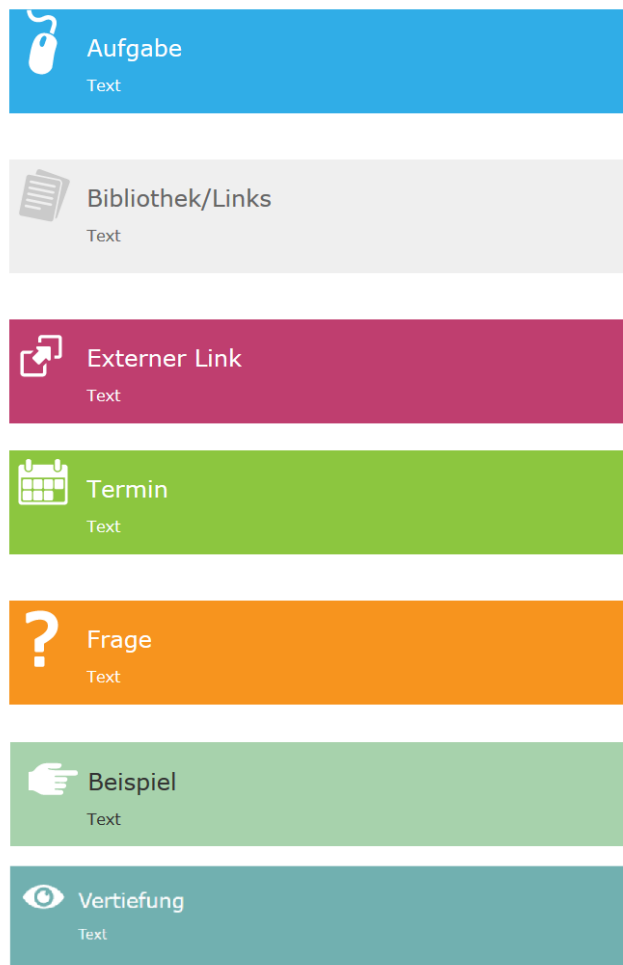 Aufgabe
Text
Bibliothek/Links
Text
Externer Link
Text
Termin
Text
Frage
Text
Beispiel
Text
Vertiefung
Text